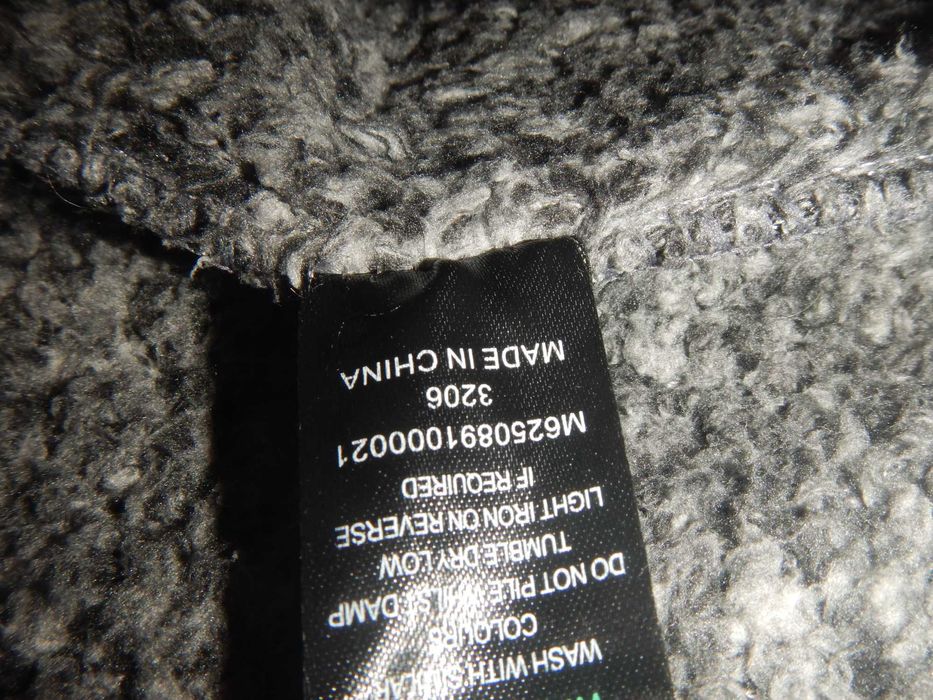 WASH WITH SIMILAR
COLOURS
DO NOT PILE WHILST DAMP
TUMBLE DRY LOW
LIGHT IRON ON REVERSE
IF REQUIRED
M6250891000021
3206
MADE IN CHINA